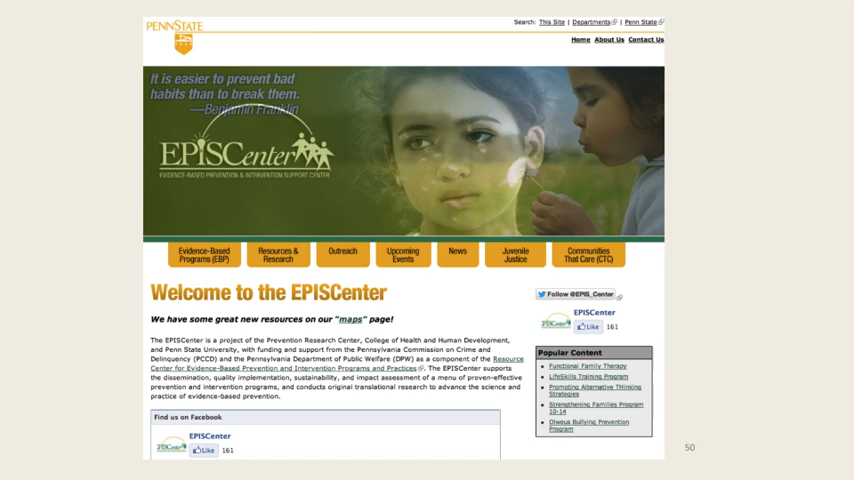 PENNSTATE
Search: This Site | Departments | Penn State
Home About Us Contact Us
It is easier to prevent bad
habits than to break them.
—Benjamin Franklin
EPISCenter
EVIDENCE-BASED PREVENTION & INTERVENTION SUPPORT CENTER
Evidence-Based
Programs (EBP)
Resources &
Research
Outreach
Upcoming
Events
News
Juvenile
Justice
Communities
That Care (CTC)
Welcome to the EPISCenter
We have some great new resources on our "maps" page!
The EPISCenter is a project of the Prevention Research Center, College of Health and Human Development,
and Penn State University, with funding and support from the Pennsylvania Commission on Crime and
Delinquency (PCCD) and the Pennsylvania Department of Public Welfare (DPW) as a component of the Resource
Center for Evidence-Based Prevention and Intervention Programs and Practices. The EPISCenter supports
the dissemination, quality implementation, sustainability, and impact assessment of a menu of proven-effective
prevention and intervention programs, and conducts original translational research to advance the science and
practice of evidence-based prevention.
Find us on Facebook
EPISCenter
Like 161
Follow @EPIS_Center
EPISCenter
Like 161
Popular Content
Functional Family Therapy
LifeSkills Training Program
Promoting Alternative THinking
Strategies
Strengthening Families Program
10-14
Olweus Bullying Prevention
Program
50